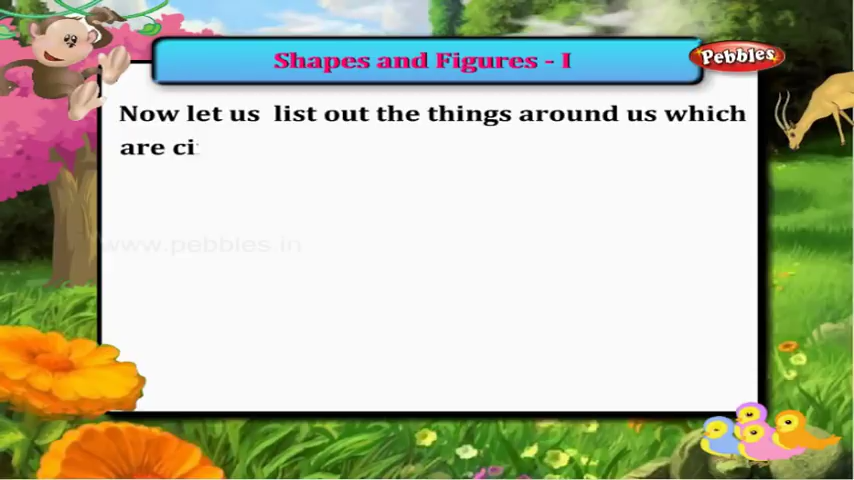 Shapes and Figures - I
Pebbles
Now let us list out the things around us which
are ci
www.pebbles.in